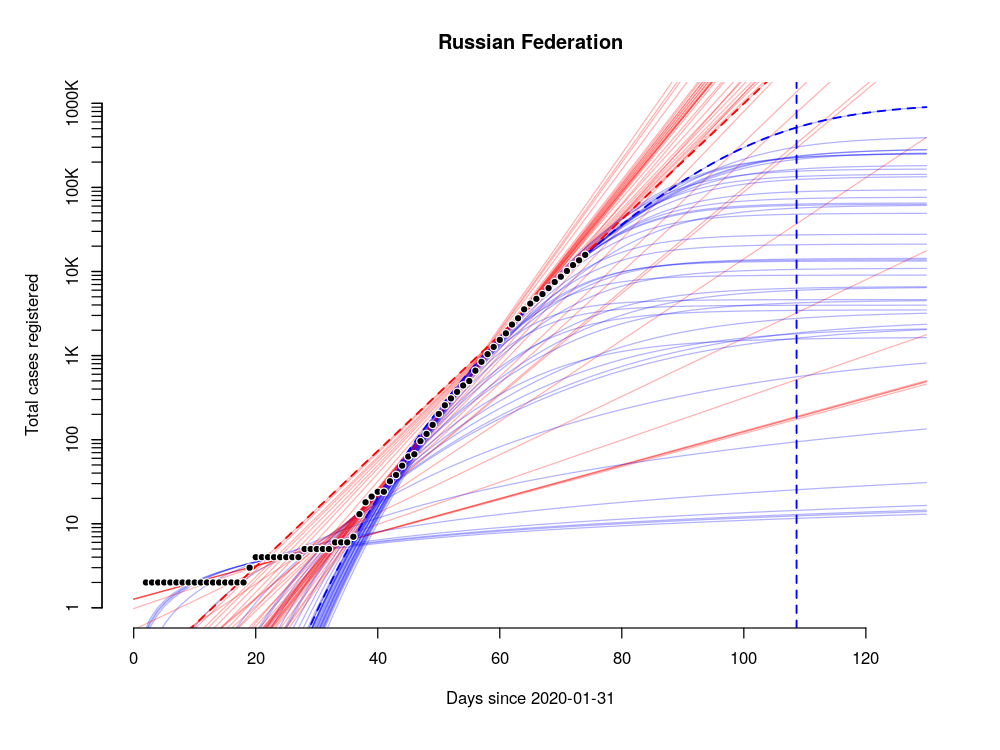 Russian Federation
Total cases registered
1000K
100K
10K
1K
100
10
1
0 20 40 60 80 100 120
Days since 2020-01-31